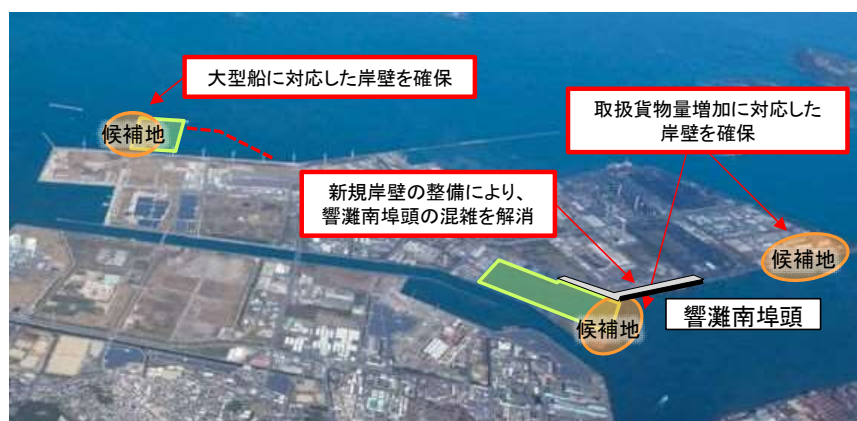 大型船に対応した岸壁を確保
候補地
取扱貨物量増加に対応した
岸壁を確保
新規岸壁の整備により、
響灘南埠頭の混雑を解消
候補地
候補地
響灘南埠頭